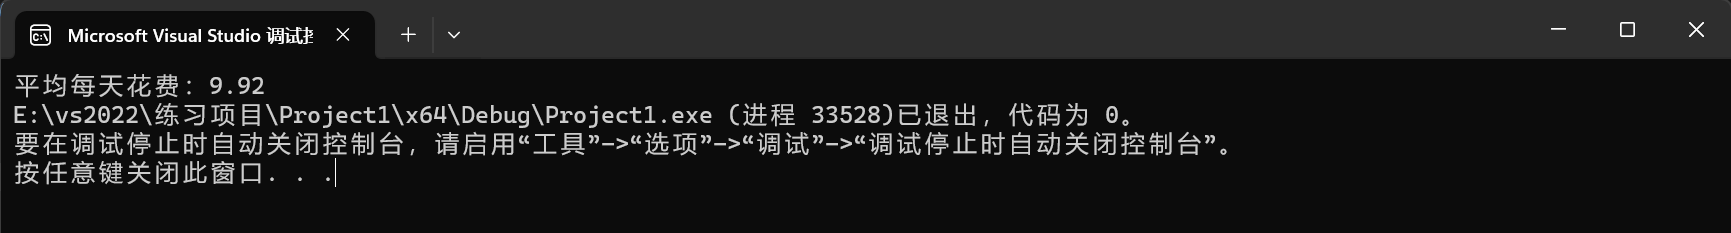 Microsoft Visual Studio 调试
平均每天花费：9.92
E:\vs2022\练习项目\Project1\x64\Debug\Project1.exe (进程 33528)已退出，代码为 0。
要在调试停止时自动关闭控制台，请启用“工具”->“选项”->“调试”->“调试停止时自动关闭控制台”。
按任意键关闭此窗口. . .